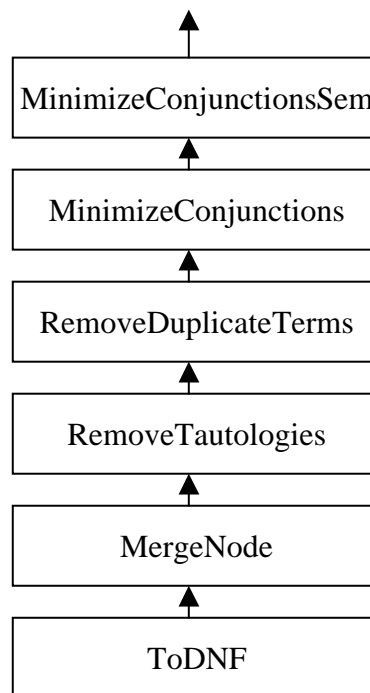 MinimizeConjunctionsSem
MinimizeConjunctions
RemoveDuplicateTerms
RemoveTautologies
MergeNode
ToDNF